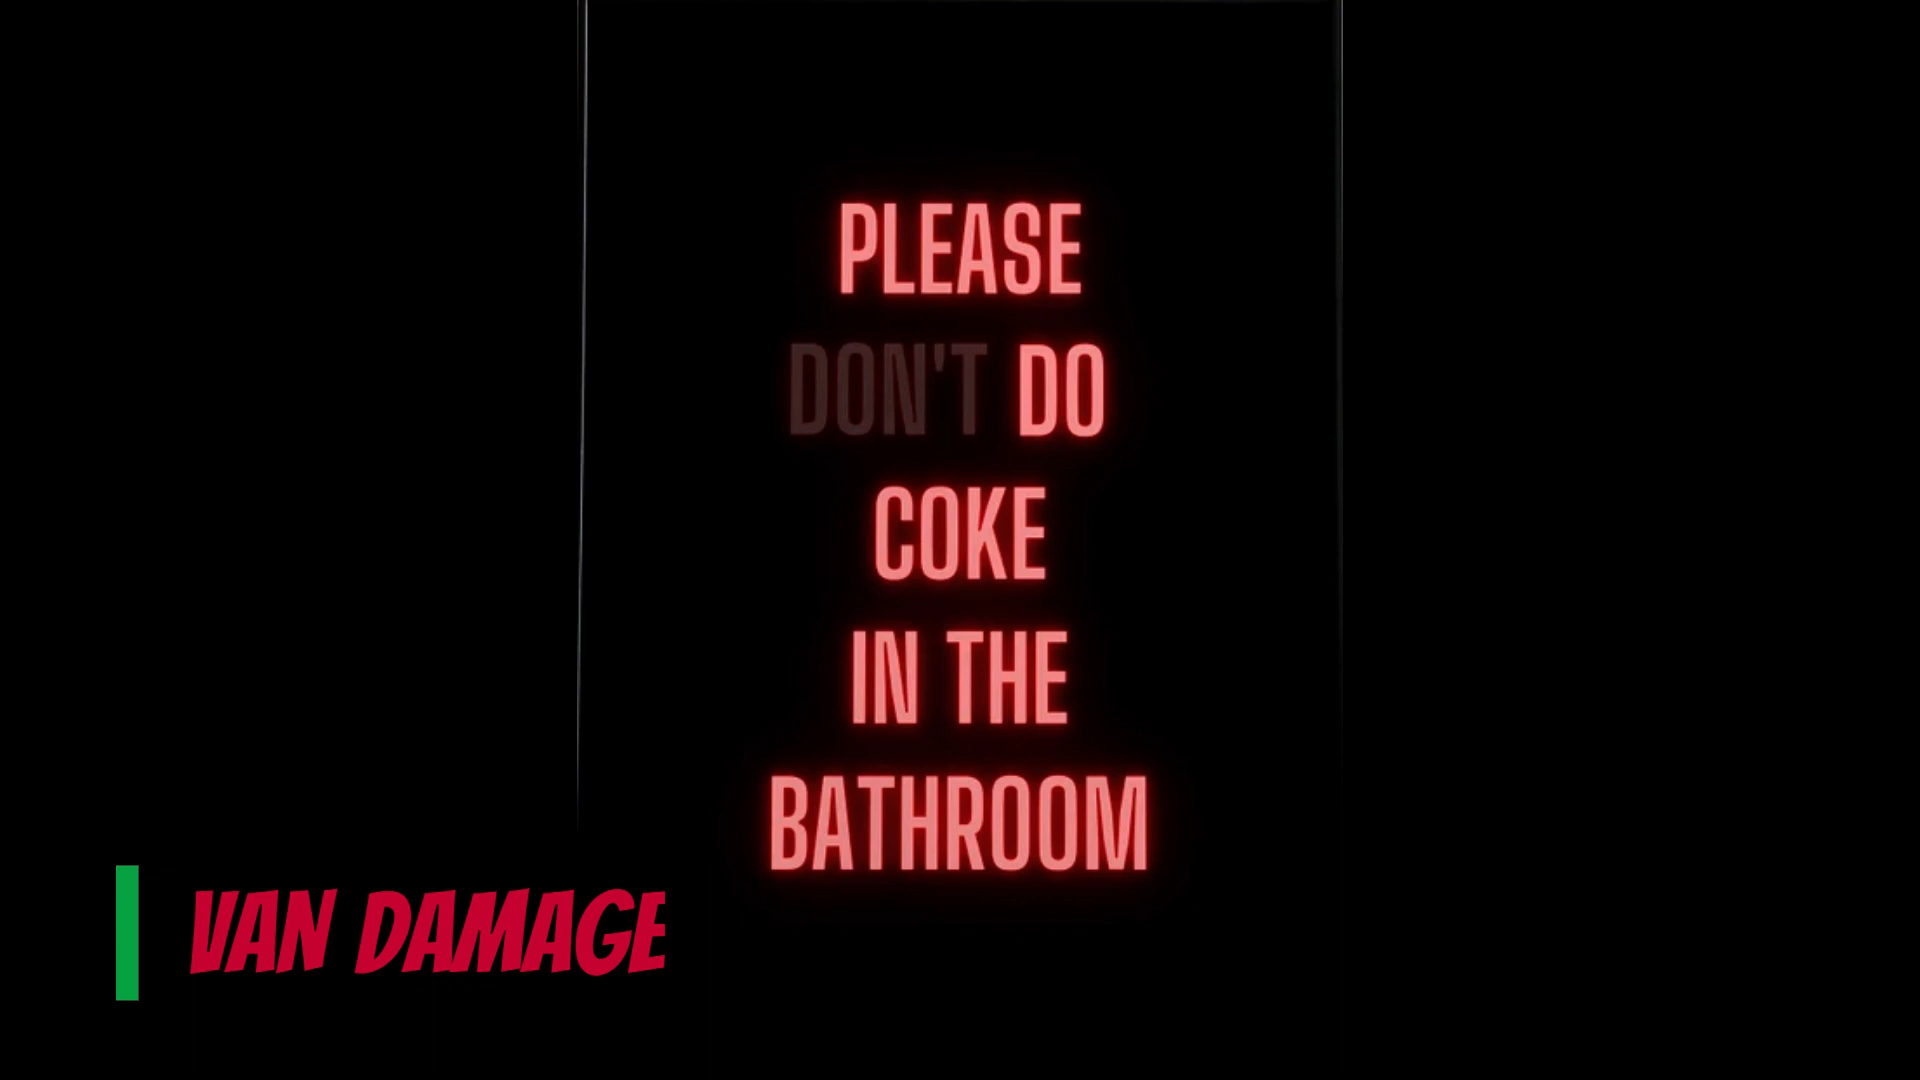 PLEASE
DON'T DO
COKE
IN THE
BATHROOM
VAN DAMAGE